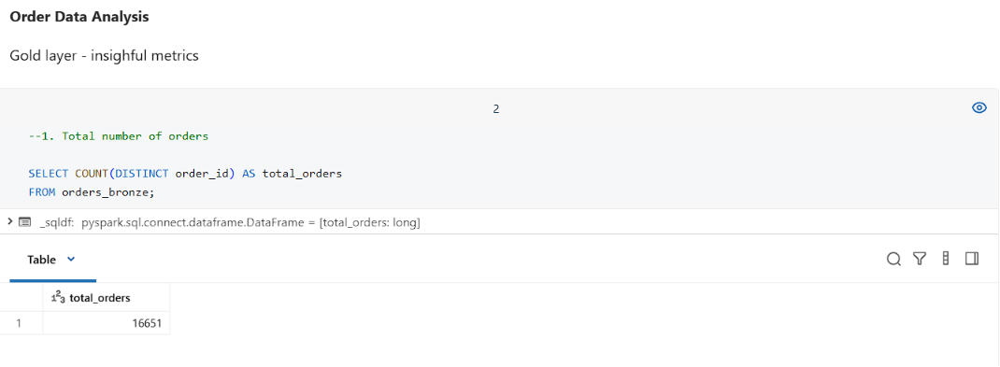 Order Data Analysis
Gold layer - insighful metrics
2
--1. Total number of orders
SELECT COUNT(DISTINCT order_id) AS total_orders
FROM orders_bronze;
_sqldf: pyspark.sql.connect.dataframe.DataFrame = [total_orders: long]
Table
123 total_orders
1 16651